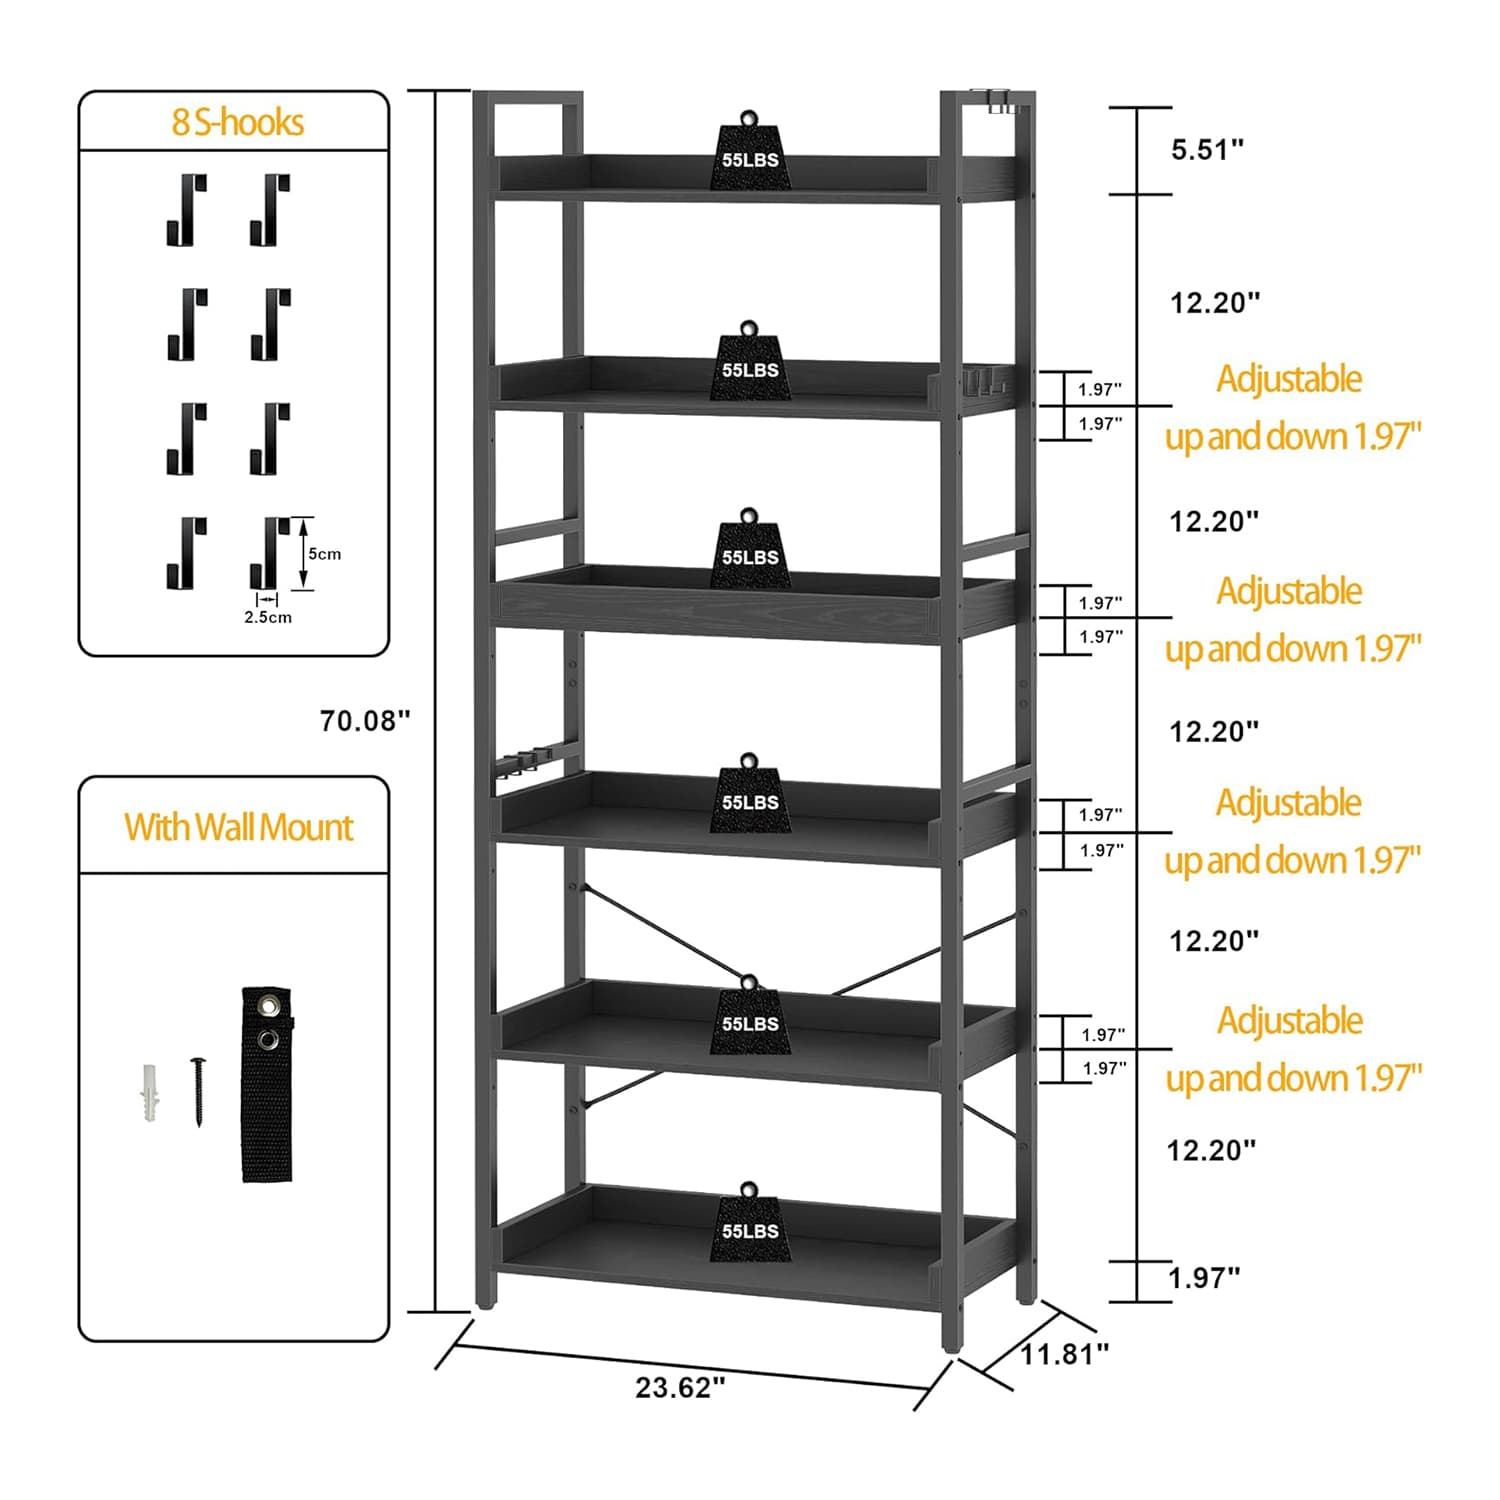 8 S-hooks
5cm
2.5cm
With Wall Mount
70.08"
55LBS
55LBS
55LBS
55LBS
55LBS
55LBS
23.62"
11.81"
5.51"
12.20"
1.97"
1.97"
Adjustable
up and down 1.97"
12.20"
1.97"
1.97"
Adjustable
up and down 1.97"
12.20"
1.97"
1.97"
Adjustable
up and down 1.97"
12.20"
1.97"
1.97"
Adjustable
up and down 1.97"
12.20"
1.97"